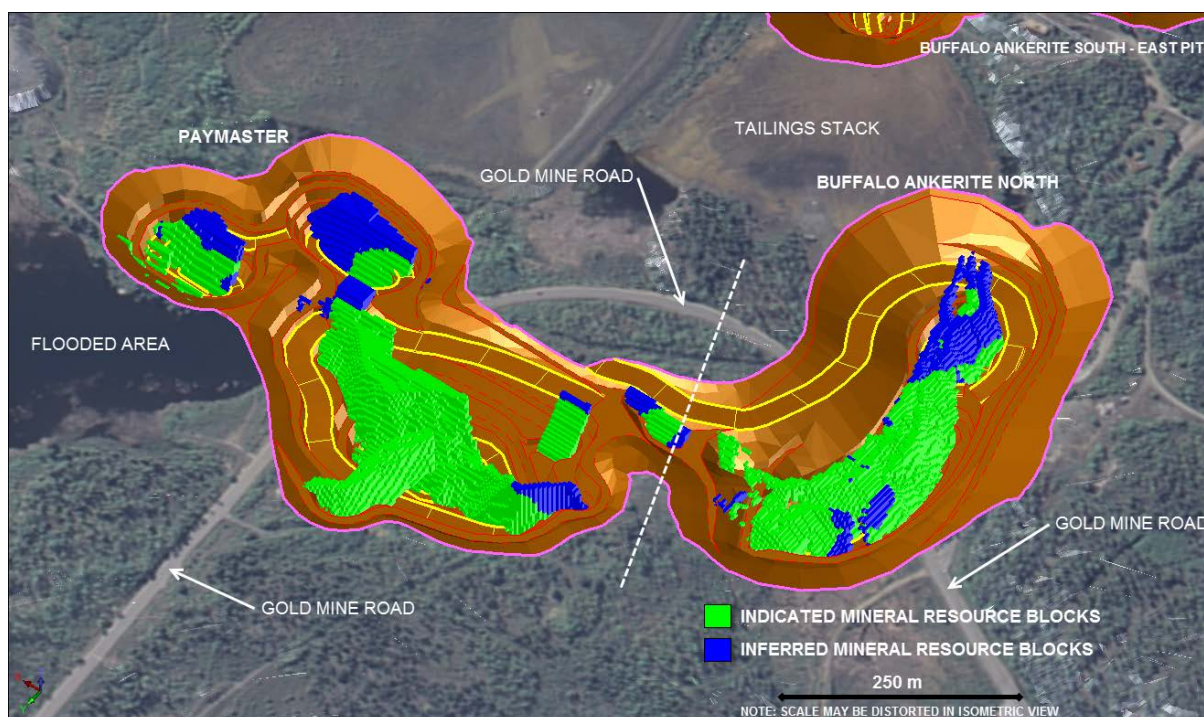 BUFFALO ANKERITE SOUTH - EAST PIT
PAYMASTER
TAILINGS STACK
GOLD MINE ROAD
BUFFALO ANKERITE NORTH
FLOODED AREA
GOLD MINE ROAD
GOLD MINE ROAD
INDICATED MINERAL RESOURCE BLOCKS
INFERRED MINERAL RESOURCE BLOCKS
250 m
NOTE: SCALE MAY BE DISTORTED IN ISOMETRIC VIEW